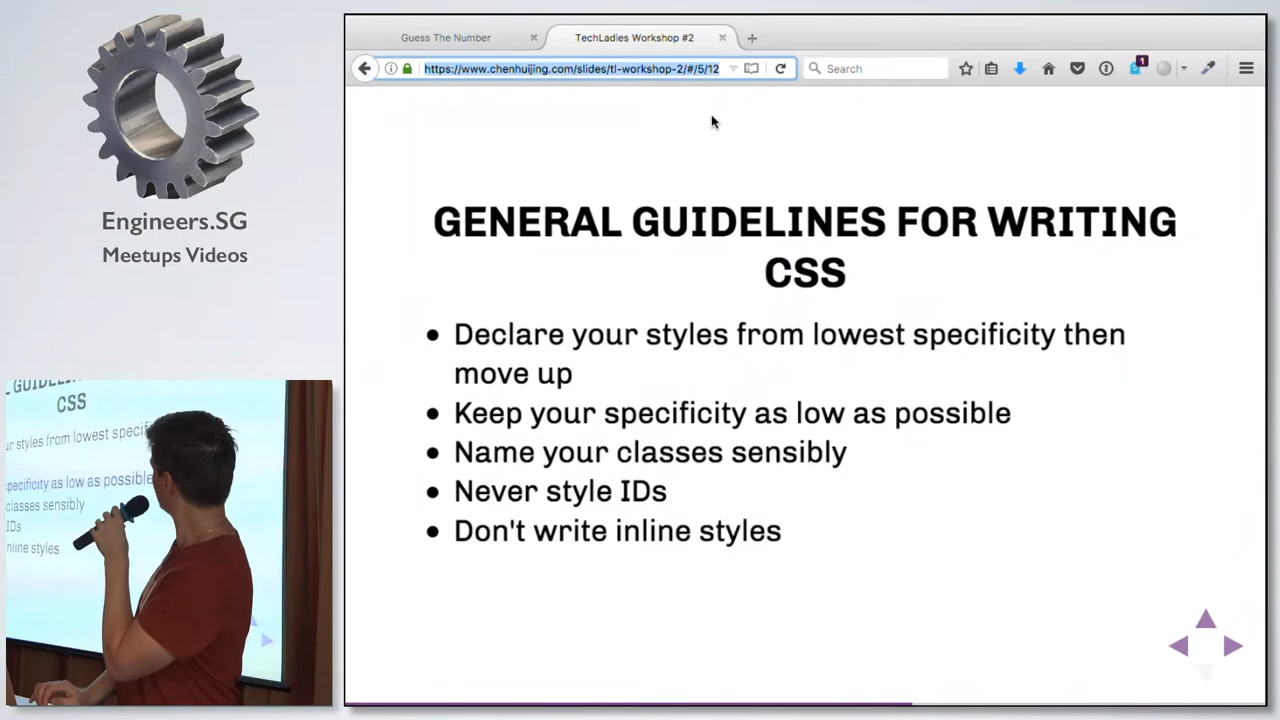 Engineers.SG
Meetups Videos
Guess The Number
TechLadies Workshop #2
https://www.chenhuijing.com/slides/tl-workshop-2/#/5/12
Search
1
GENERAL GUIDELINES FOR WRITING
CSS
• Declare your styles from lowest specificity then
move up
• Keep your specificity as low as possible
• Name your classes sensibly
• Never style IDs
• Don't write inline styles
CSS
ur styles from lowest specif
specificity as low as possible
classes sensibly
IDs
nline styles